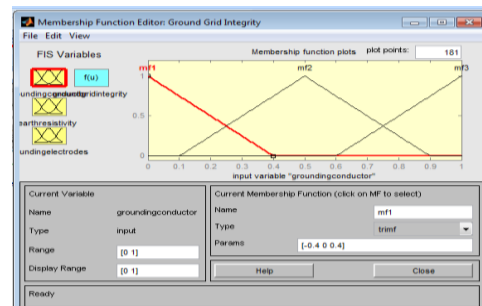 Membership Function Editor: Ground Grid Integrity
File Edit View
FIS Variables
Membership function plots plot points: 181
f(u)
mf1 mf2 mf3
1
0.5
0
0 0.1 0.2 0.3 0.4 0.5 0.6 0.7 0.8 0.9 1
input variable "groundingconductor"
earthresistivity
undingelectrodes
Current Variable
Name groundingconductor
Type input
Range [0 1]
Display Range [0 1]
Current Membership Function (click on MF to select)
Name mf1
Type trimf
Params [-0.4 0 0.4]
Help Close
Ready